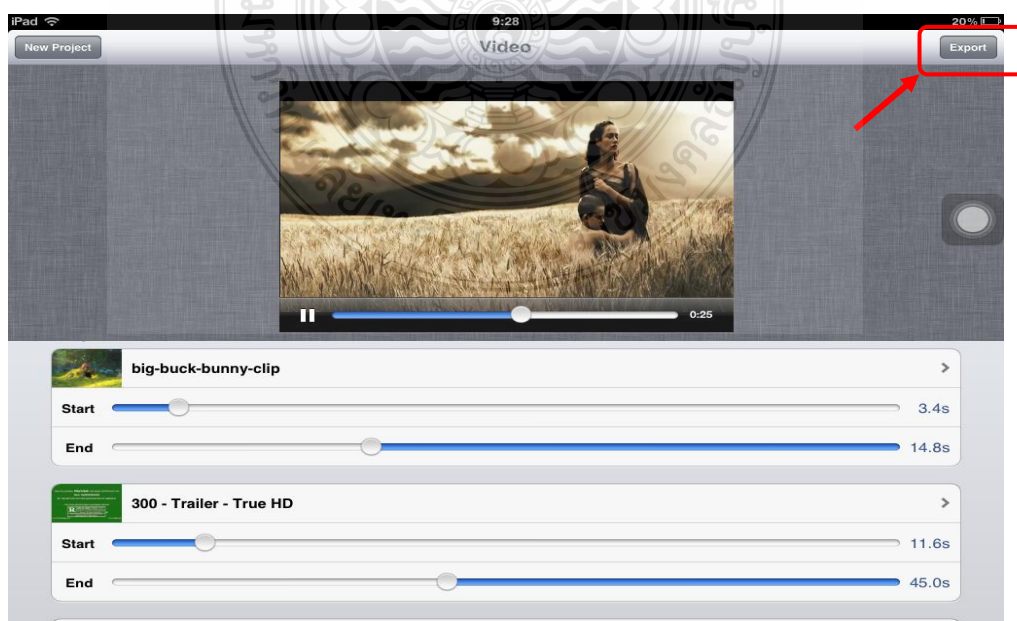 iPad 9:28 20%
New Project Video Export
0:25
big-buck-bunny-clip
Start 3.4s
End 14.8s
300 - Trailer - True HD
Start 11.6s
End 45.0s